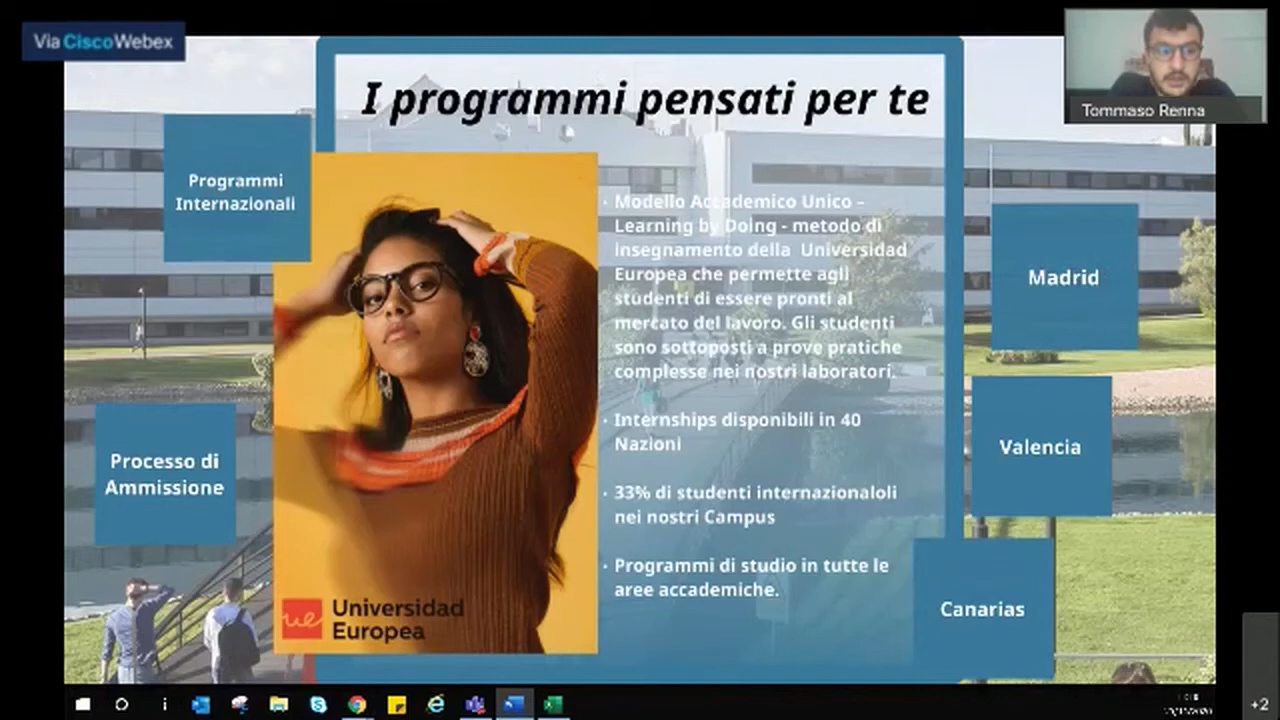 Via Cisco Webex
I programmi pensati per te
Tommaso Renna
Programmi
Internazionali
Modello Accademico Unico –
Learning by Doing - metodo di
insegnamento della Universidad
Europea che permette agli
studenti di essere pronti al
mercato del lavoro. Gli studenti
sono sottoposti a prove pratiche
complesse nei nostri laboratori.
Internships disponibili in 40
Nazioni
33% di studenti internazionaloli
nei nostri Campus
Programmi di studio in tutte le
aree accademiche.
Madrid
Valencia
Canarias
Processo di
Ammissione
ue Universidad
Europea
+2